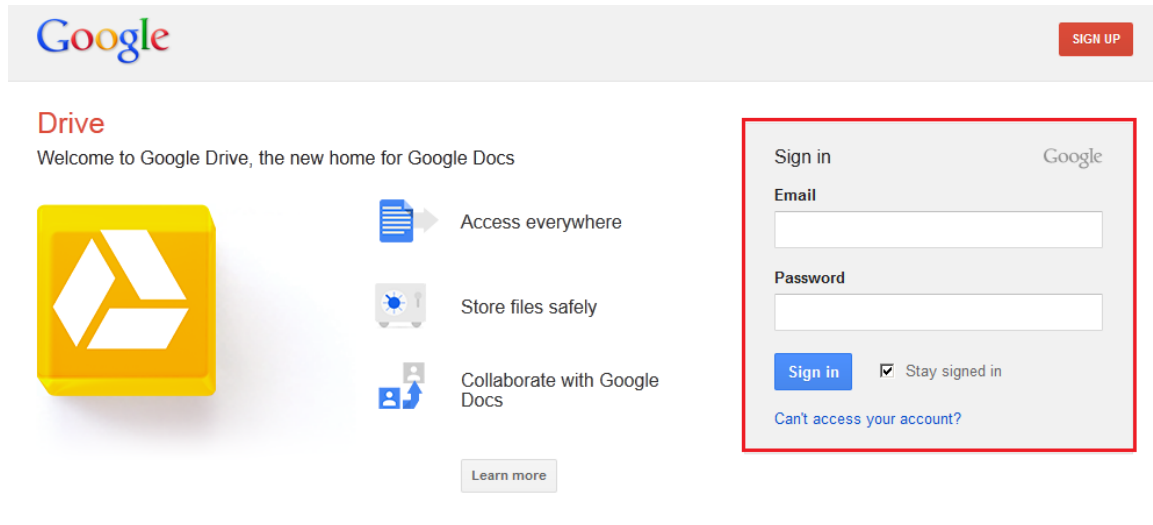 Google
SIGN UP
Drive
Welcome to Google Drive, the new home for Google Docs
Access everywhere
Store files safely
Collaborate with Google
Docs
Learn more
Sign in
Google
Email
Password
Sign in
Stay signed in
Can't access your account?